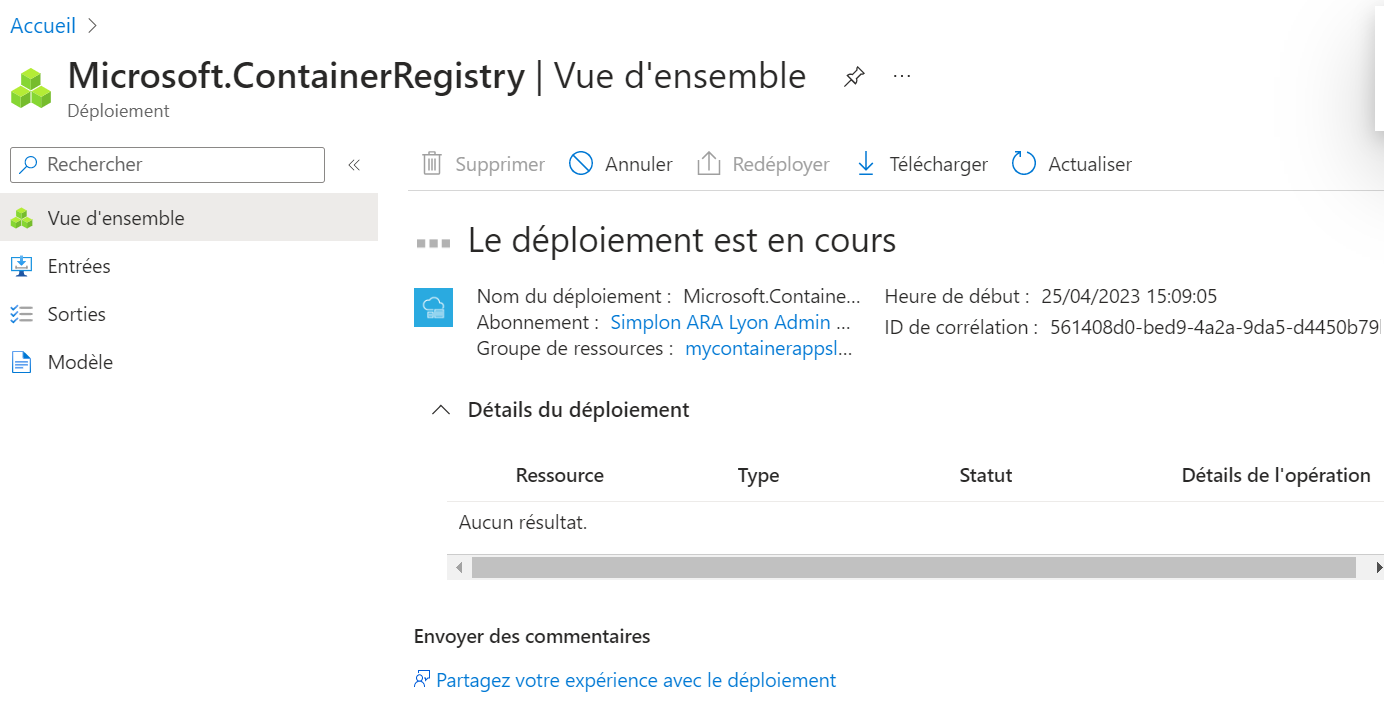 Accueil
Microsoft.ContainerRegistry | Vue d'ensemble
Déploiement
Rechercher
Vue d'ensemble
Entrées
Sorties
Modèle
Supprimer Annuler Redéployer Télécharger Actualiser
Le déploiement est en cours
Nom du déploiement : Microsoft.Containe...
Abonnement : Simplon ARA Lyon Admin ...
Groupe de ressources : mycontainerappsl...
Heure de début : 25/04/2023 15:09:05
ID de corrélation : 561408d0-bed9-4a2a-9da5-d4450b79
Détails du déploiement
Ressource Type Statut Détails de l'opération
Aucun résultat.
Envoyer des commentaires
Partagez votre expérience avec le déploiement